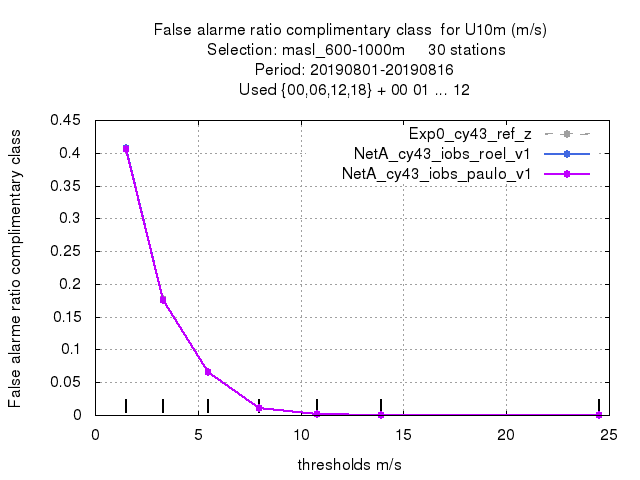 False alarme ratio complimentary class  for U10m (m/s)
Selection: masl_600-1000m     30 stations
Period: 20190801-20190816
Used {00,06,12,18} + 00 01 ... 12
Exp0_cy43_ref_z
NetA_cy43_iobs_roel_v1
NetA_cy43_iobs_paulo_v1
False alarme ratio complimentary class
0.45
0.4
0.35
0.3
0.25
0.2
0.15
0.1
0.05
0
0 5 10 15 20 25
thresholds m/s